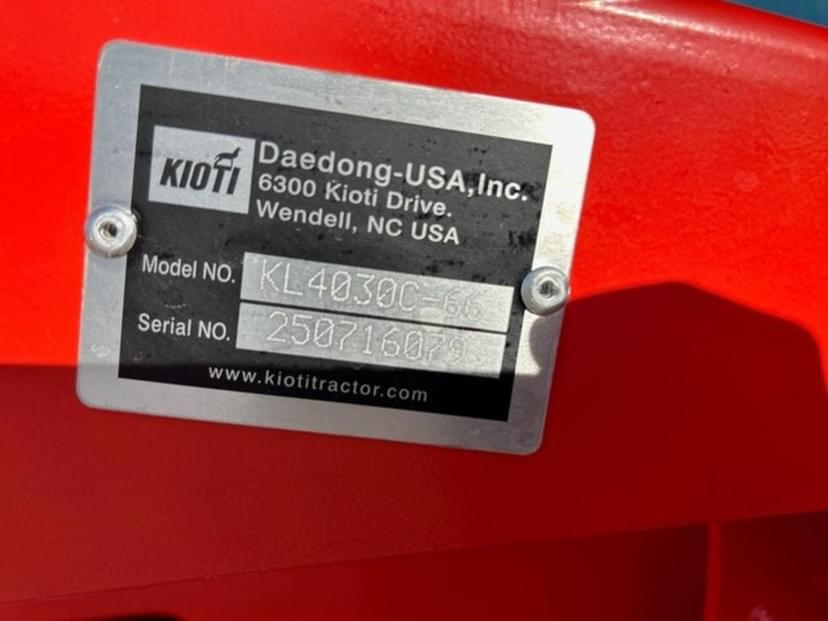 KIOTI
Daedong-USA,Inc.
6300 Kioti Drive.
Wendell, NC USA
Model NO. KL4030C-66
Serial NO. 250716079
www.kiotitractor.com